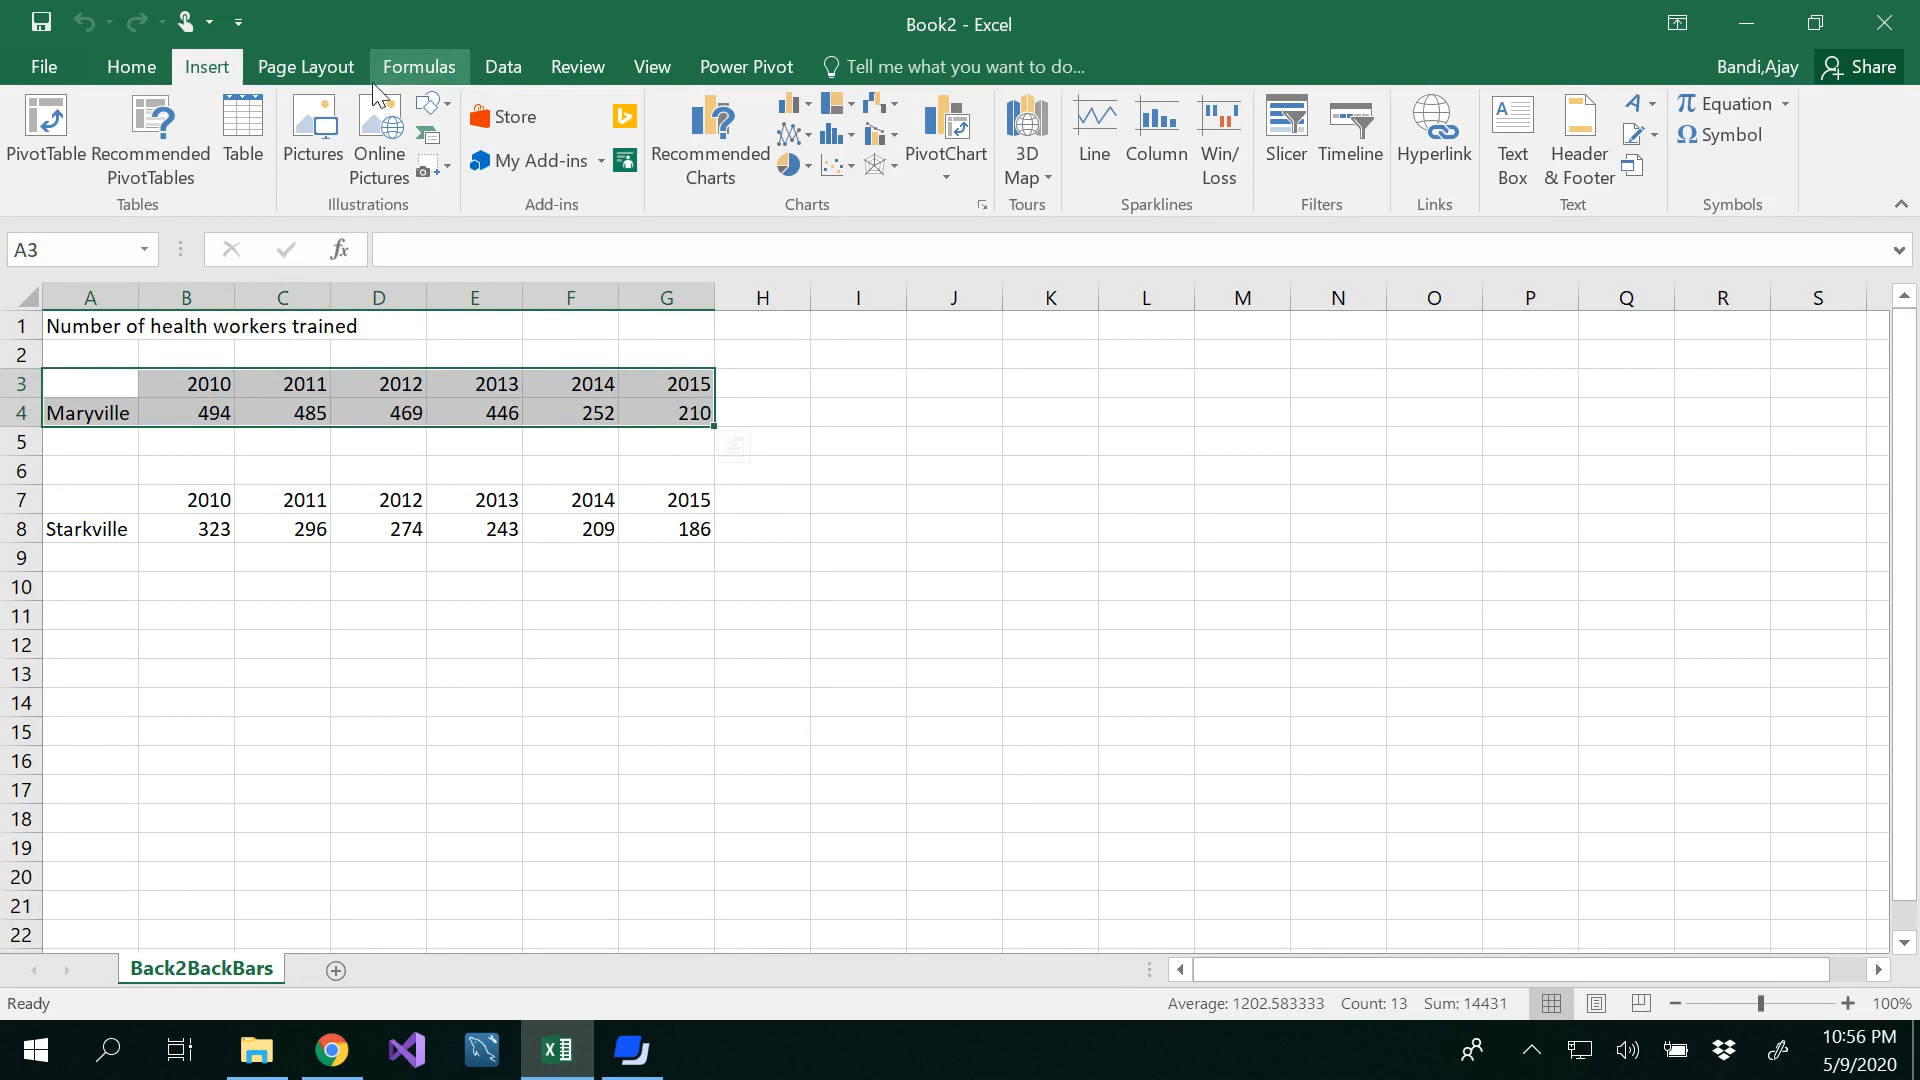 Book2 - Excel
File Home Insert Page Layout Formulas Data Review View Power Pivot Tell me what you want to do... Bandi,Ajay Share
PivotTable Recommended PivotTables Table
Tables
Pictures Online Pictures
Illustrations
Store
My Add-ins
Add-ins
Recommended Charts
PivotChart
Charts
3D Map
Tours
Line Column Win/ Loss
Sparklines
Slicer Timeline
Filters
Hyperlink
Links
Text Box Header & Footer
Text
π Equation
Ω Symbol
Symbols
A3 fx
A B C D E F G H I J K L M N O P Q R S
1 Number of health workers trained
2
3 2010 2011 2012 2013 2014 2015
4 Maryville 494 485 469 446 252 210
5
6
7 2010 2011 2012 2013 2014 2015
8 Starkville 323 296 274 243 209 186
9
10
11
12
13
14
15
16
17
18
19
20
21
22
Back2BackBars
Ready Average: 1202.583333 Count: 13 Sum: 14431 100%
10:56 PM
5/9/2020